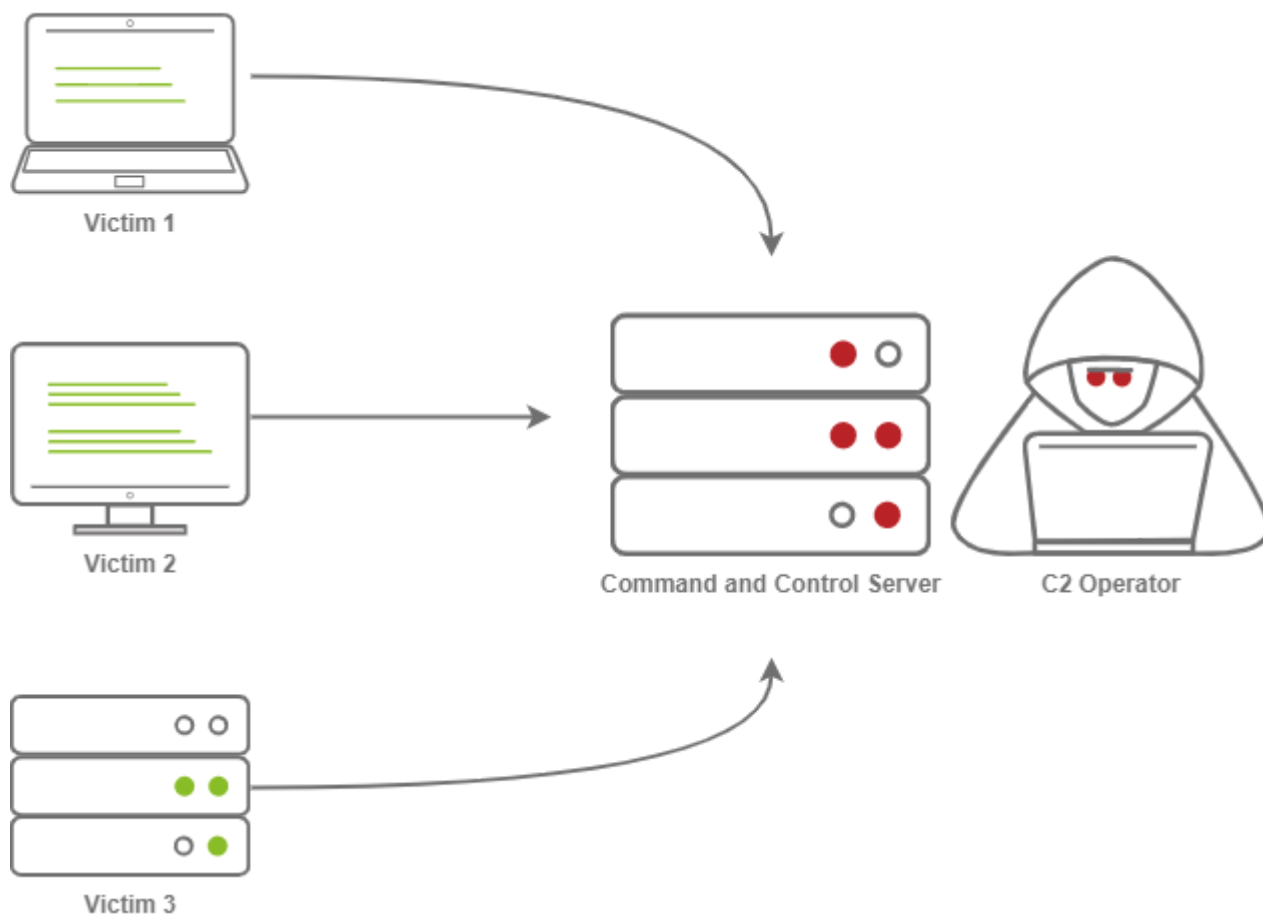 Victim 1
Victim 2
Command and Control Server
C2 Operator
Victim 3